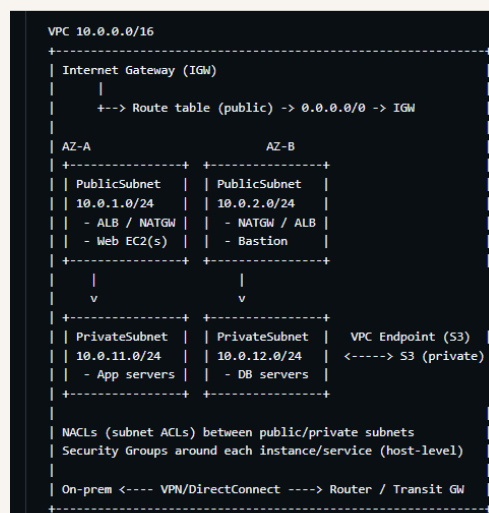 VPC 10.0.0.0/16
Internet Gateway (IGW)
+--> Route table (public) -> 0.0.0.0/0 -> IGW
AZ-A AZ-B
PublicSubnet PublicSubnet
10.0.1.0/24 10.0.2.0/24
- ALB / NATGW - NATGW / ALB
- Web EC2(s) - Bastion
v v
PrivateSubnet PrivateSubnet VPC Endpoint (S3)
10.0.11.0/24 10.0.12.0/24 <-----> S3 (private)
- App servers - DB servers
NACLs (subnet ACLs) between public/private subnets
Security Groups around each instance/service (host-level)
On-prem <---- VPN/DirectConnect ----> Router / Transit GW